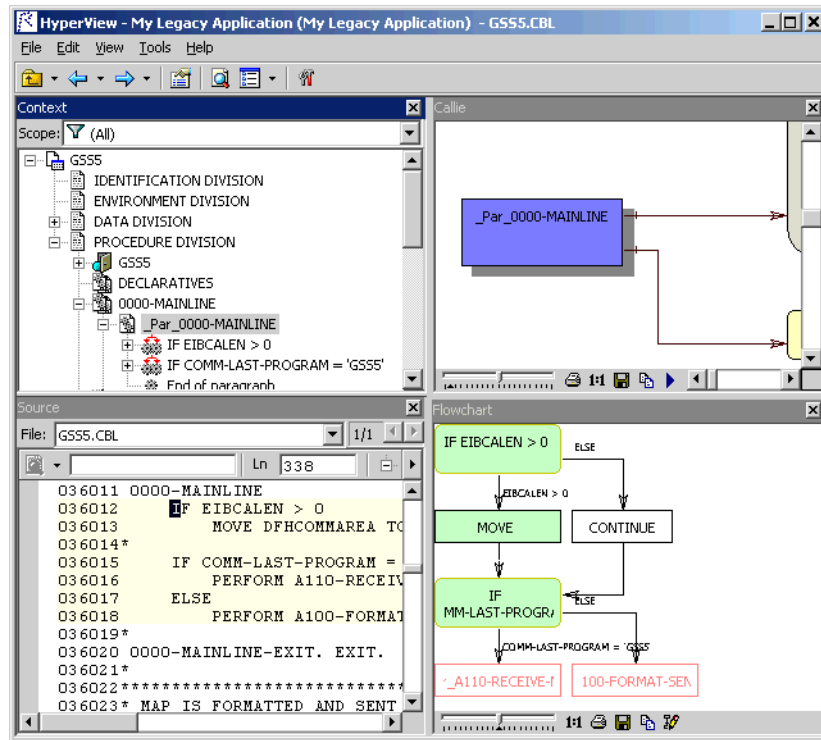 HyperView - My Legacy Application (My Legacy Application) - GSS5.CBL
File Edit View Tools Help
Context
Scope: (All)
GSS5
IDENTIFICATION DIVISION
ENVIRONMENT DIVISION
DATA DIVISION
PROCEDURE DIVISION
GSS5
DECLARATIVES
0000-MAINLINE
_Par_0000-MAINLINE
IF EIBCALEN > 0
IF COMM-LAST-PROGRAM = 'GSS5'
End of paragraph
Callie
_Par_0000-MAINLINE
1:1
Source
File: GSS5.CBL 1/1
Ln 338
036011 0000-MAINLINE
036012 IF EIBCALEN > 0
036013 MOVE DFHCOMMAREA TO
036014*
036015 IF COMM-LAST-PROGRAM =
036016 PERFORM A110-RECEIV
036017 ELSE
036018 PERFORM A100-FORMAT
036019*
036020 0000-MAINLINE-EXIT. EXIT.
036021*
036022*****************************
036023* MAP IS FORMATTED AND SENT
Flowchart
IF EIBCALEN > 0
ELSE
EIBCALEN > 0
MOVE
CONTINUE
IF
MM-LAST-PROGRA
ELSE
COMM-LAST-PROGRAM = 'GSS5
_A110-RECEIVE-
100-FORMAT-SEN
1:1